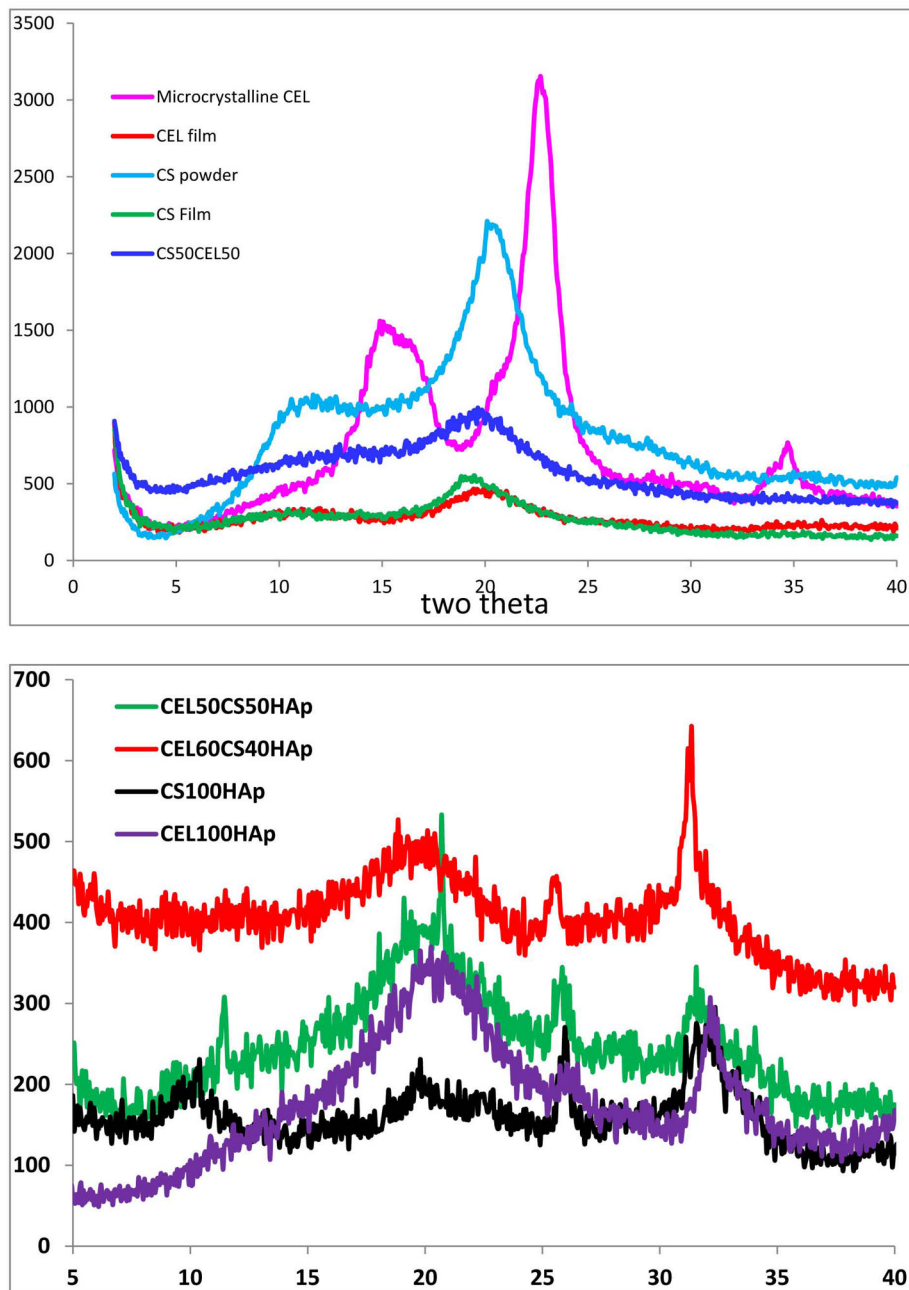 3500
3000
2500
2000
1500
1000
500
0
Microcrystalline CEL
CEL film
CS powder
CS Film
CS50CEL50
0 5 10 15 20 25 30 35 40
two theta
700
600
500
400
300
200
100
0
CEL50CS50HAp
CEL60CS40HAp
CS100HAp
CEL100HAp
5 10 15 20 25 30 35 40